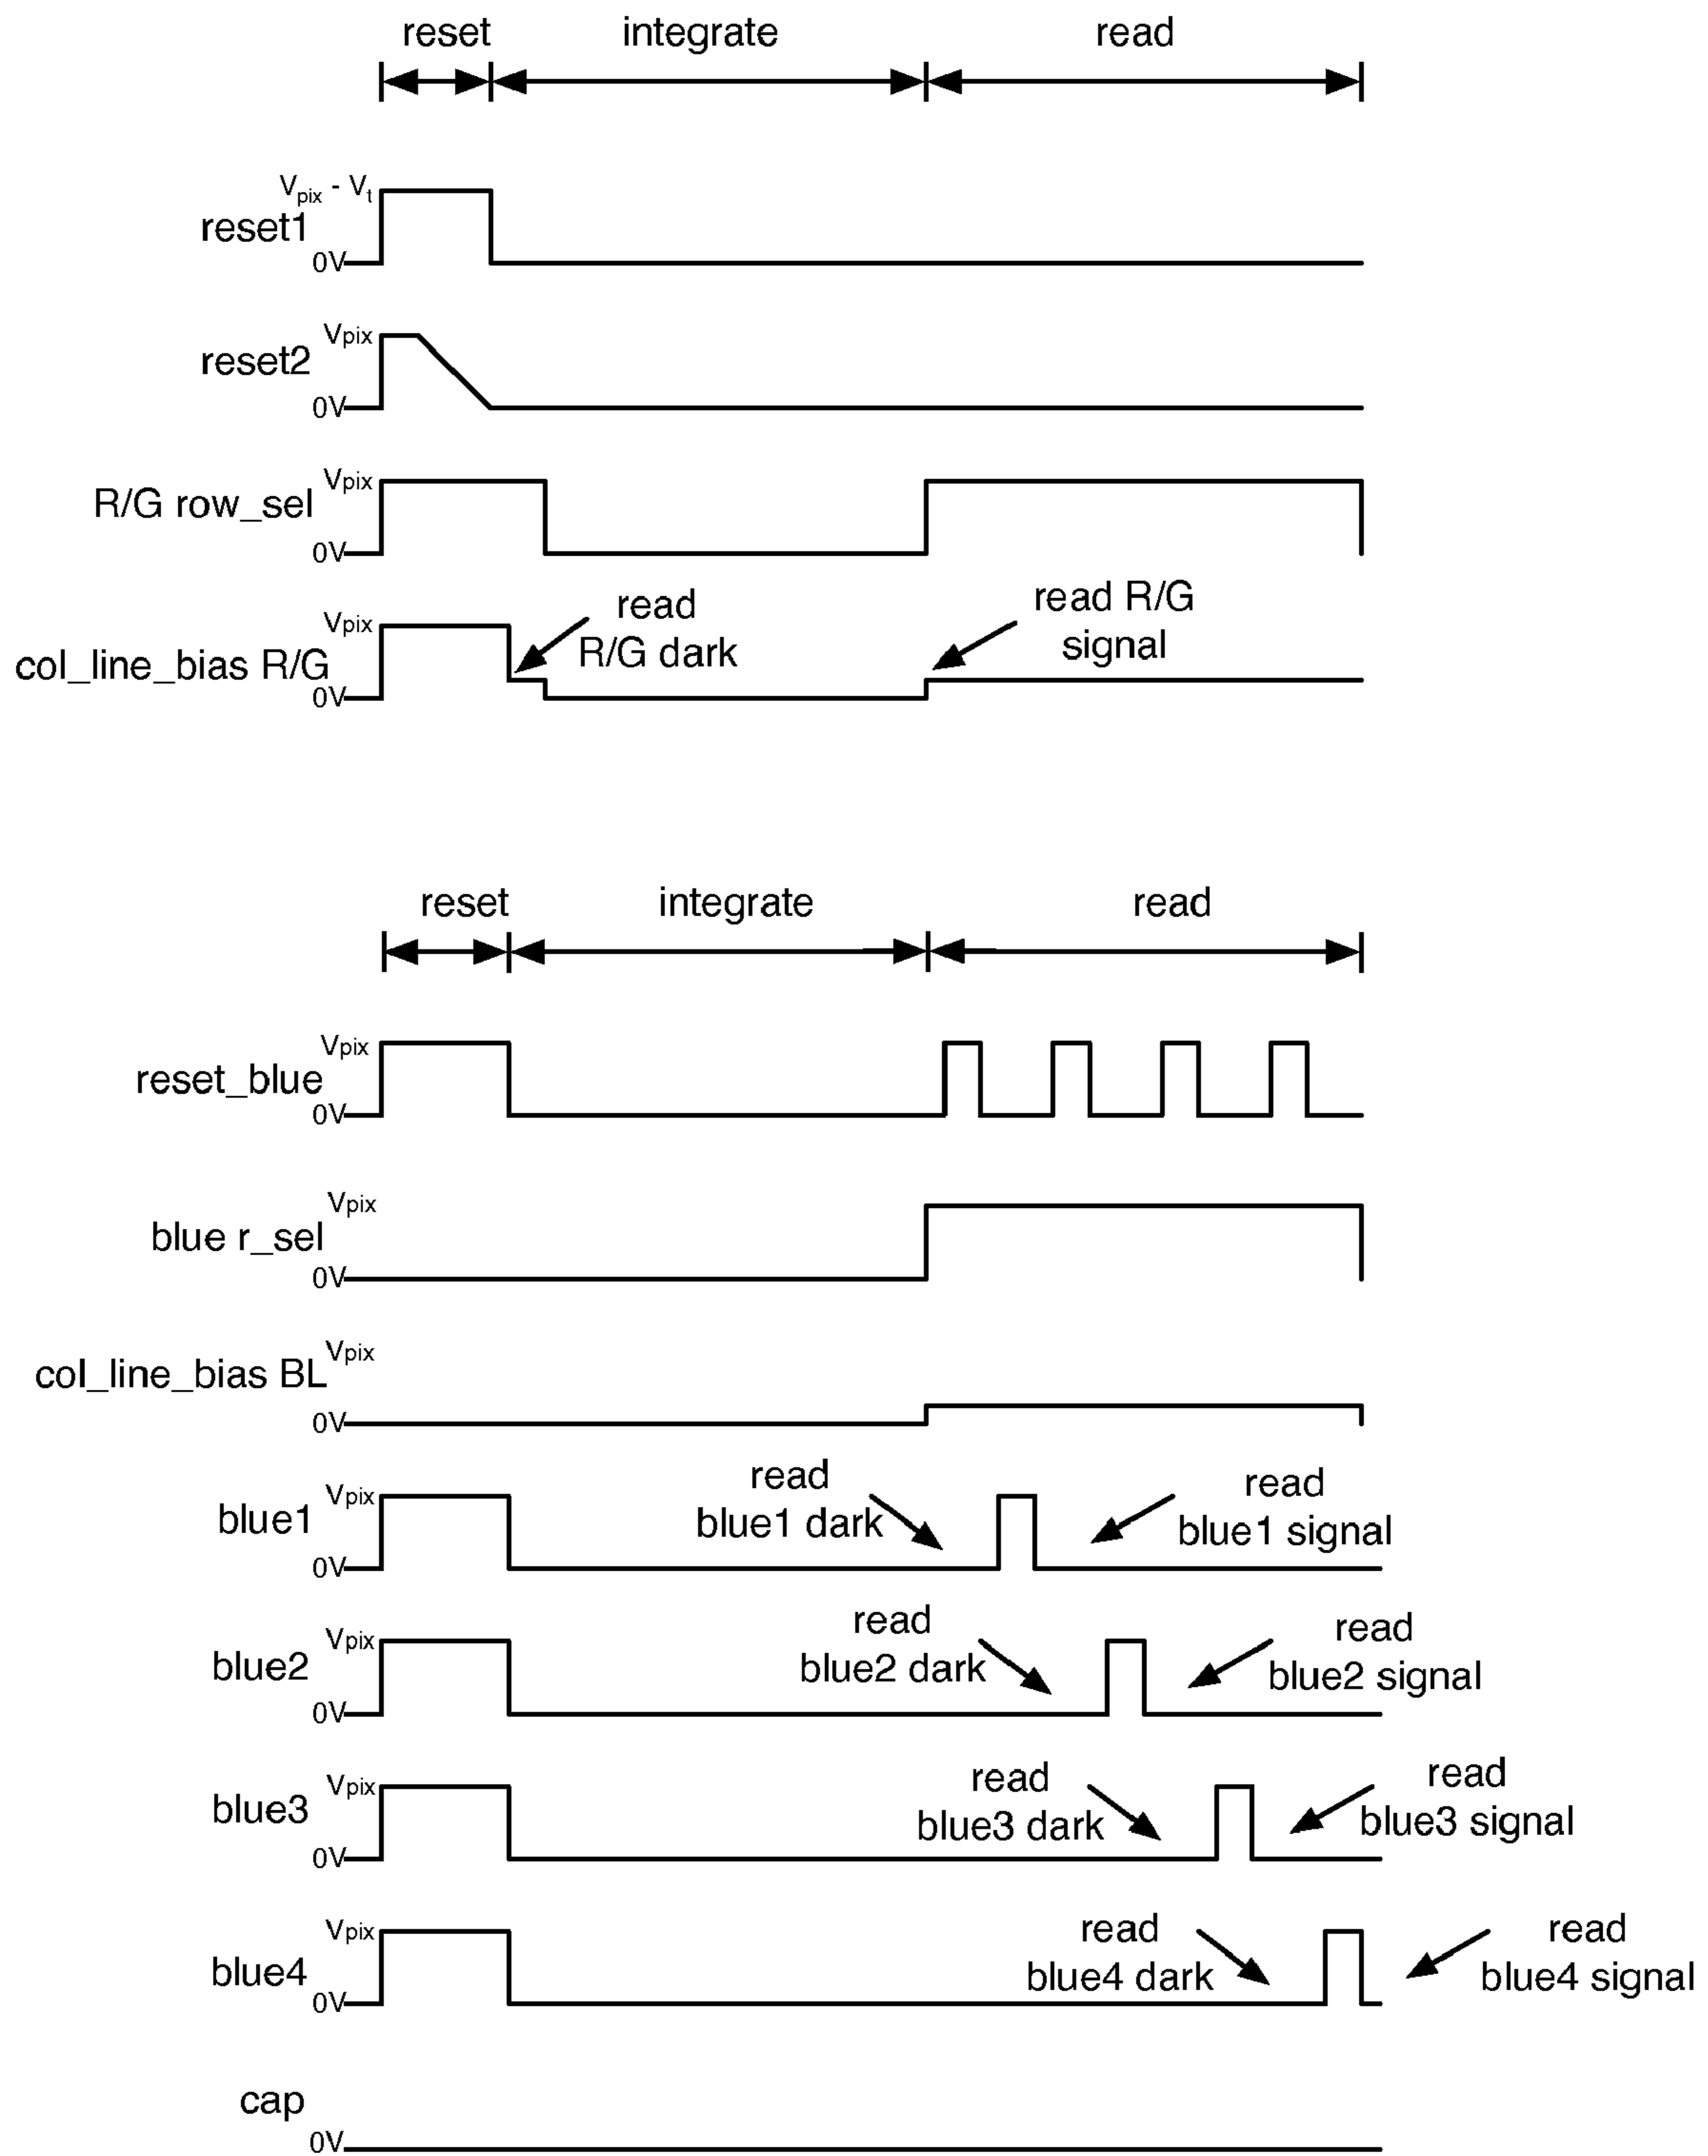 reset integrate read
Vpix - Vt
reset1
0V
Vpix
reset2
0V
Vpix
R/G row_sel
0V
read R/G
read
signal
R/G dark
Vpix
col_line_bias R/G
0V
reset integrate read
Vpix
reset_blue
0V
Vpix
blue r_sel
0V
Vpix
col_line_bias BL
0V
read
blue1 dark
read
blue1 signal
Vpix
blue1
0V
read
blue2 dark
read
blue2 signal
Vpix
blue2
0V
read
blue3 dark
read
blue3 signal
Vpix
blue3
0V
read
blue4 dark
read
blue4 signal
Vpix
blue4
0V
cap
0V